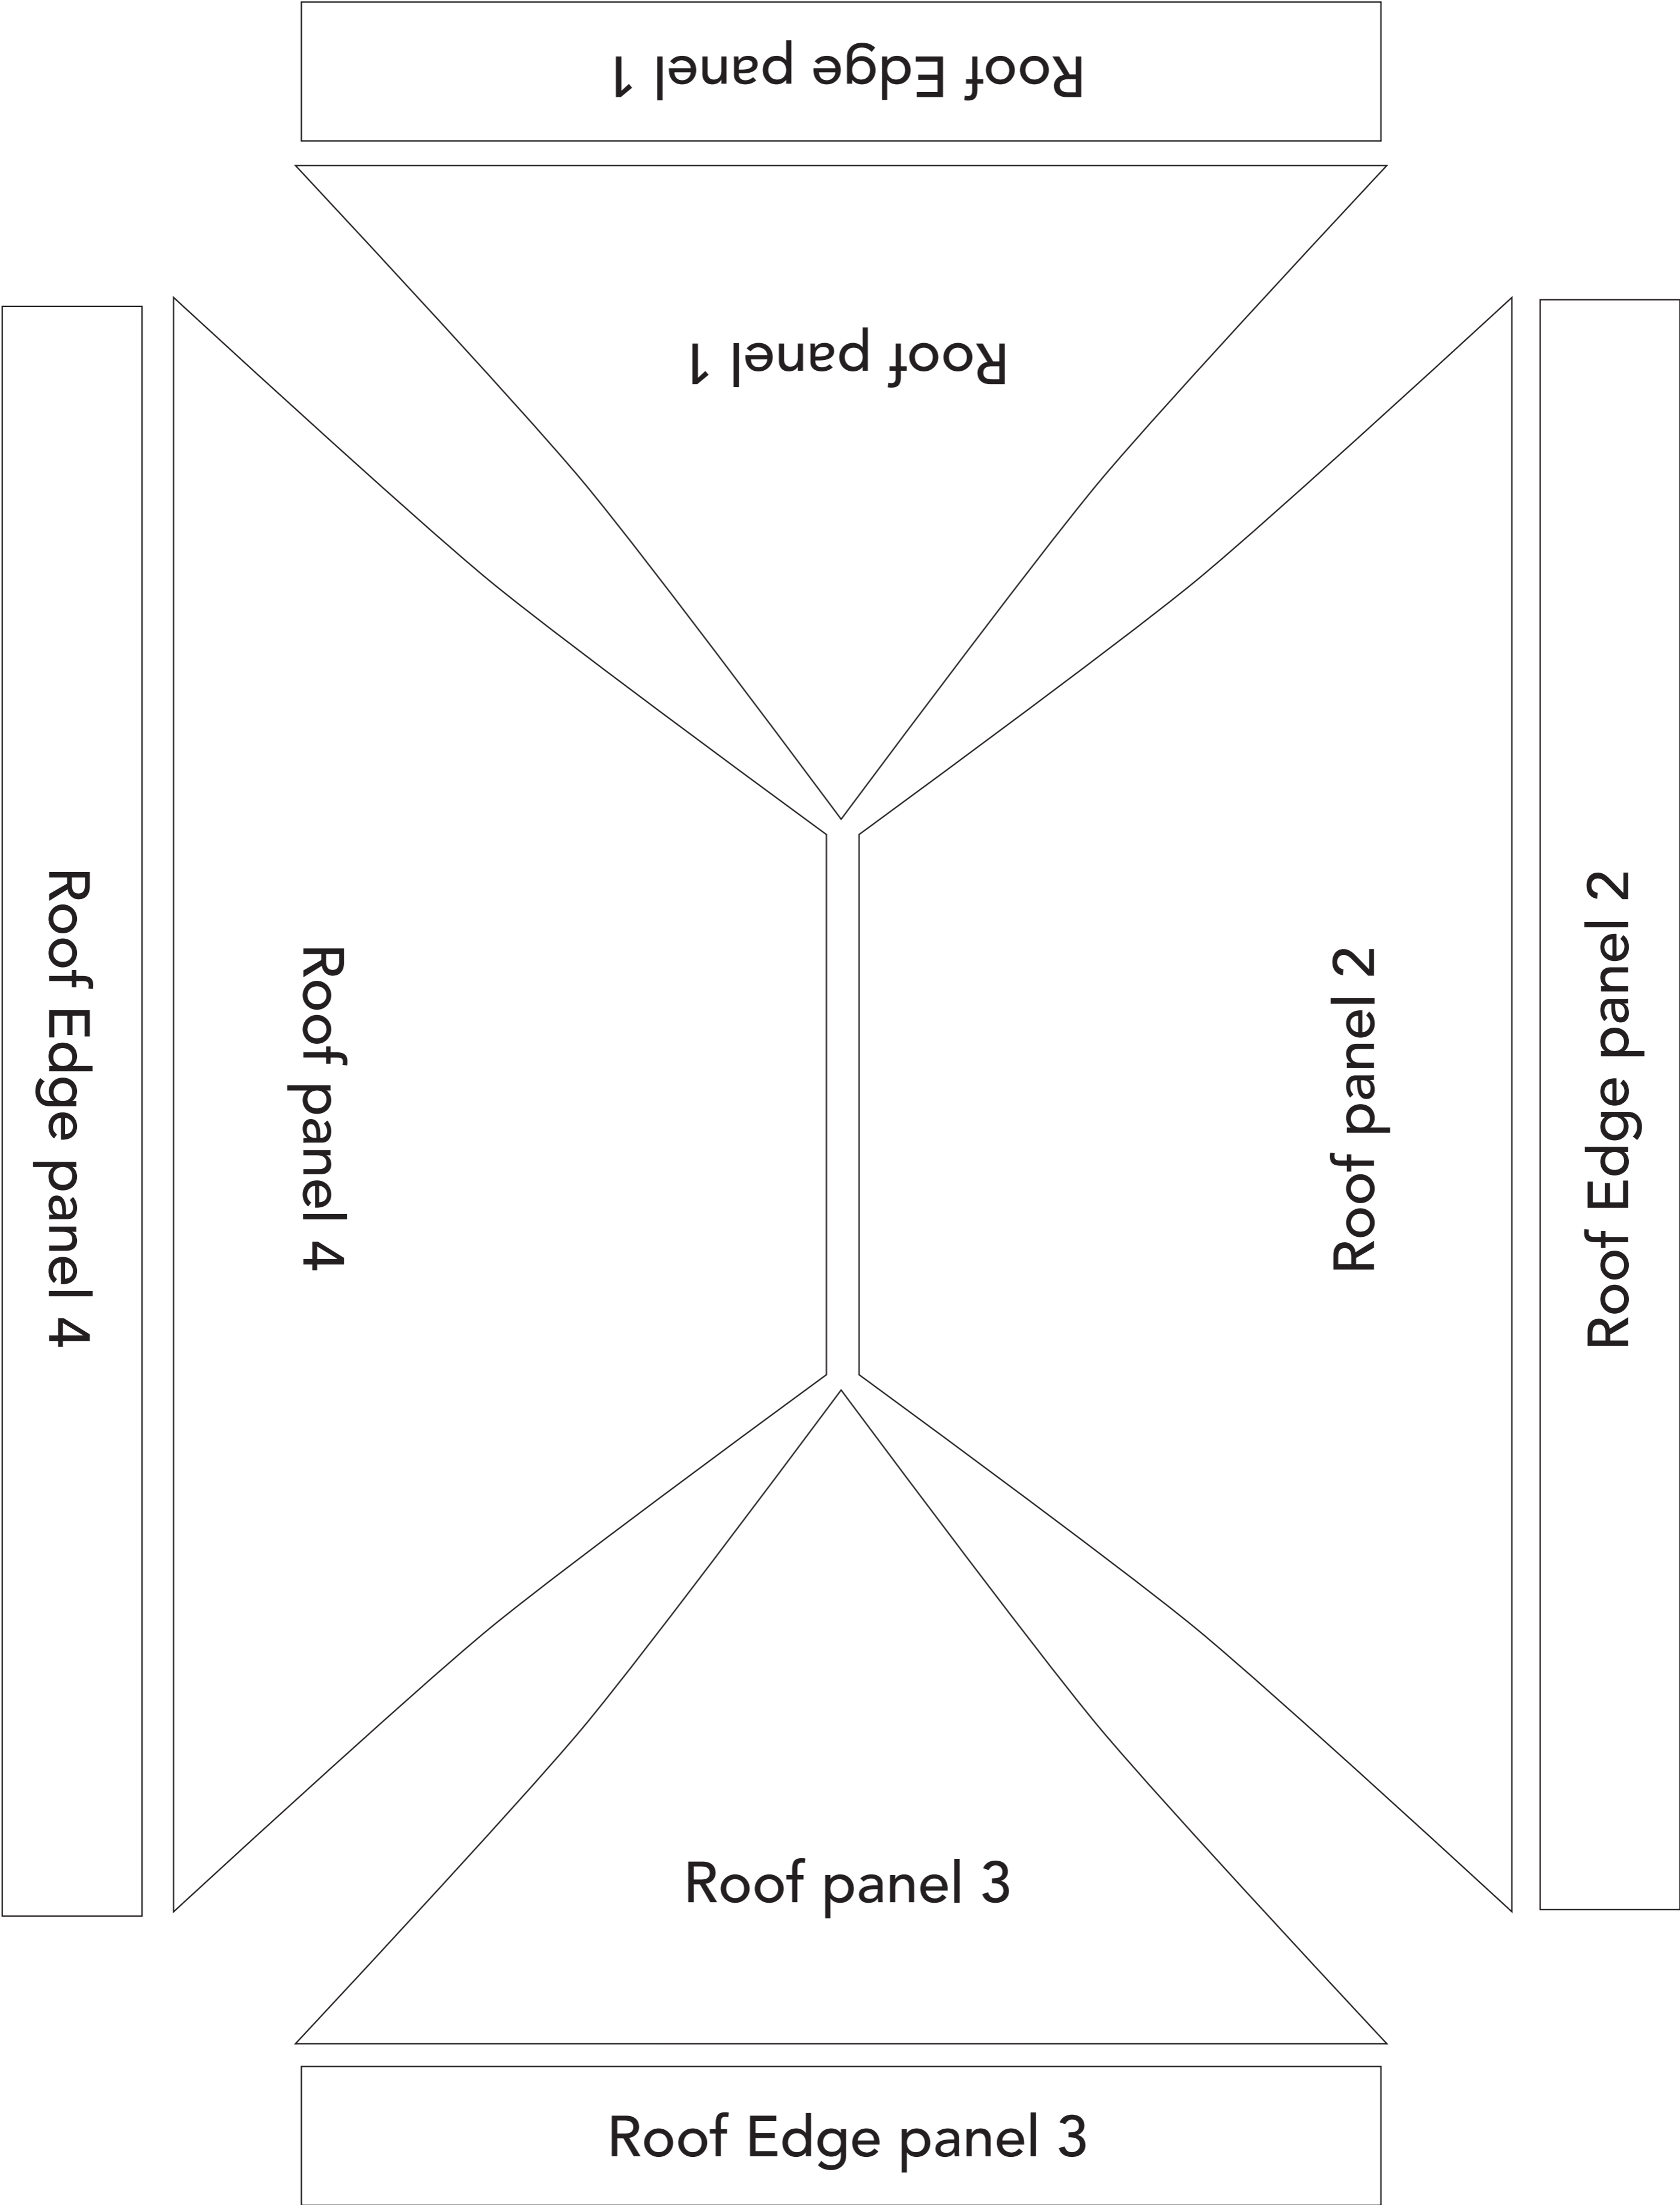 Roof Edge panel 1
Roof panel 1
Roof Edge panel 4
Roof panel 4
Roof panel 2
Roof Edge panel 2
Roof panel 3
Roof Edge panel 3